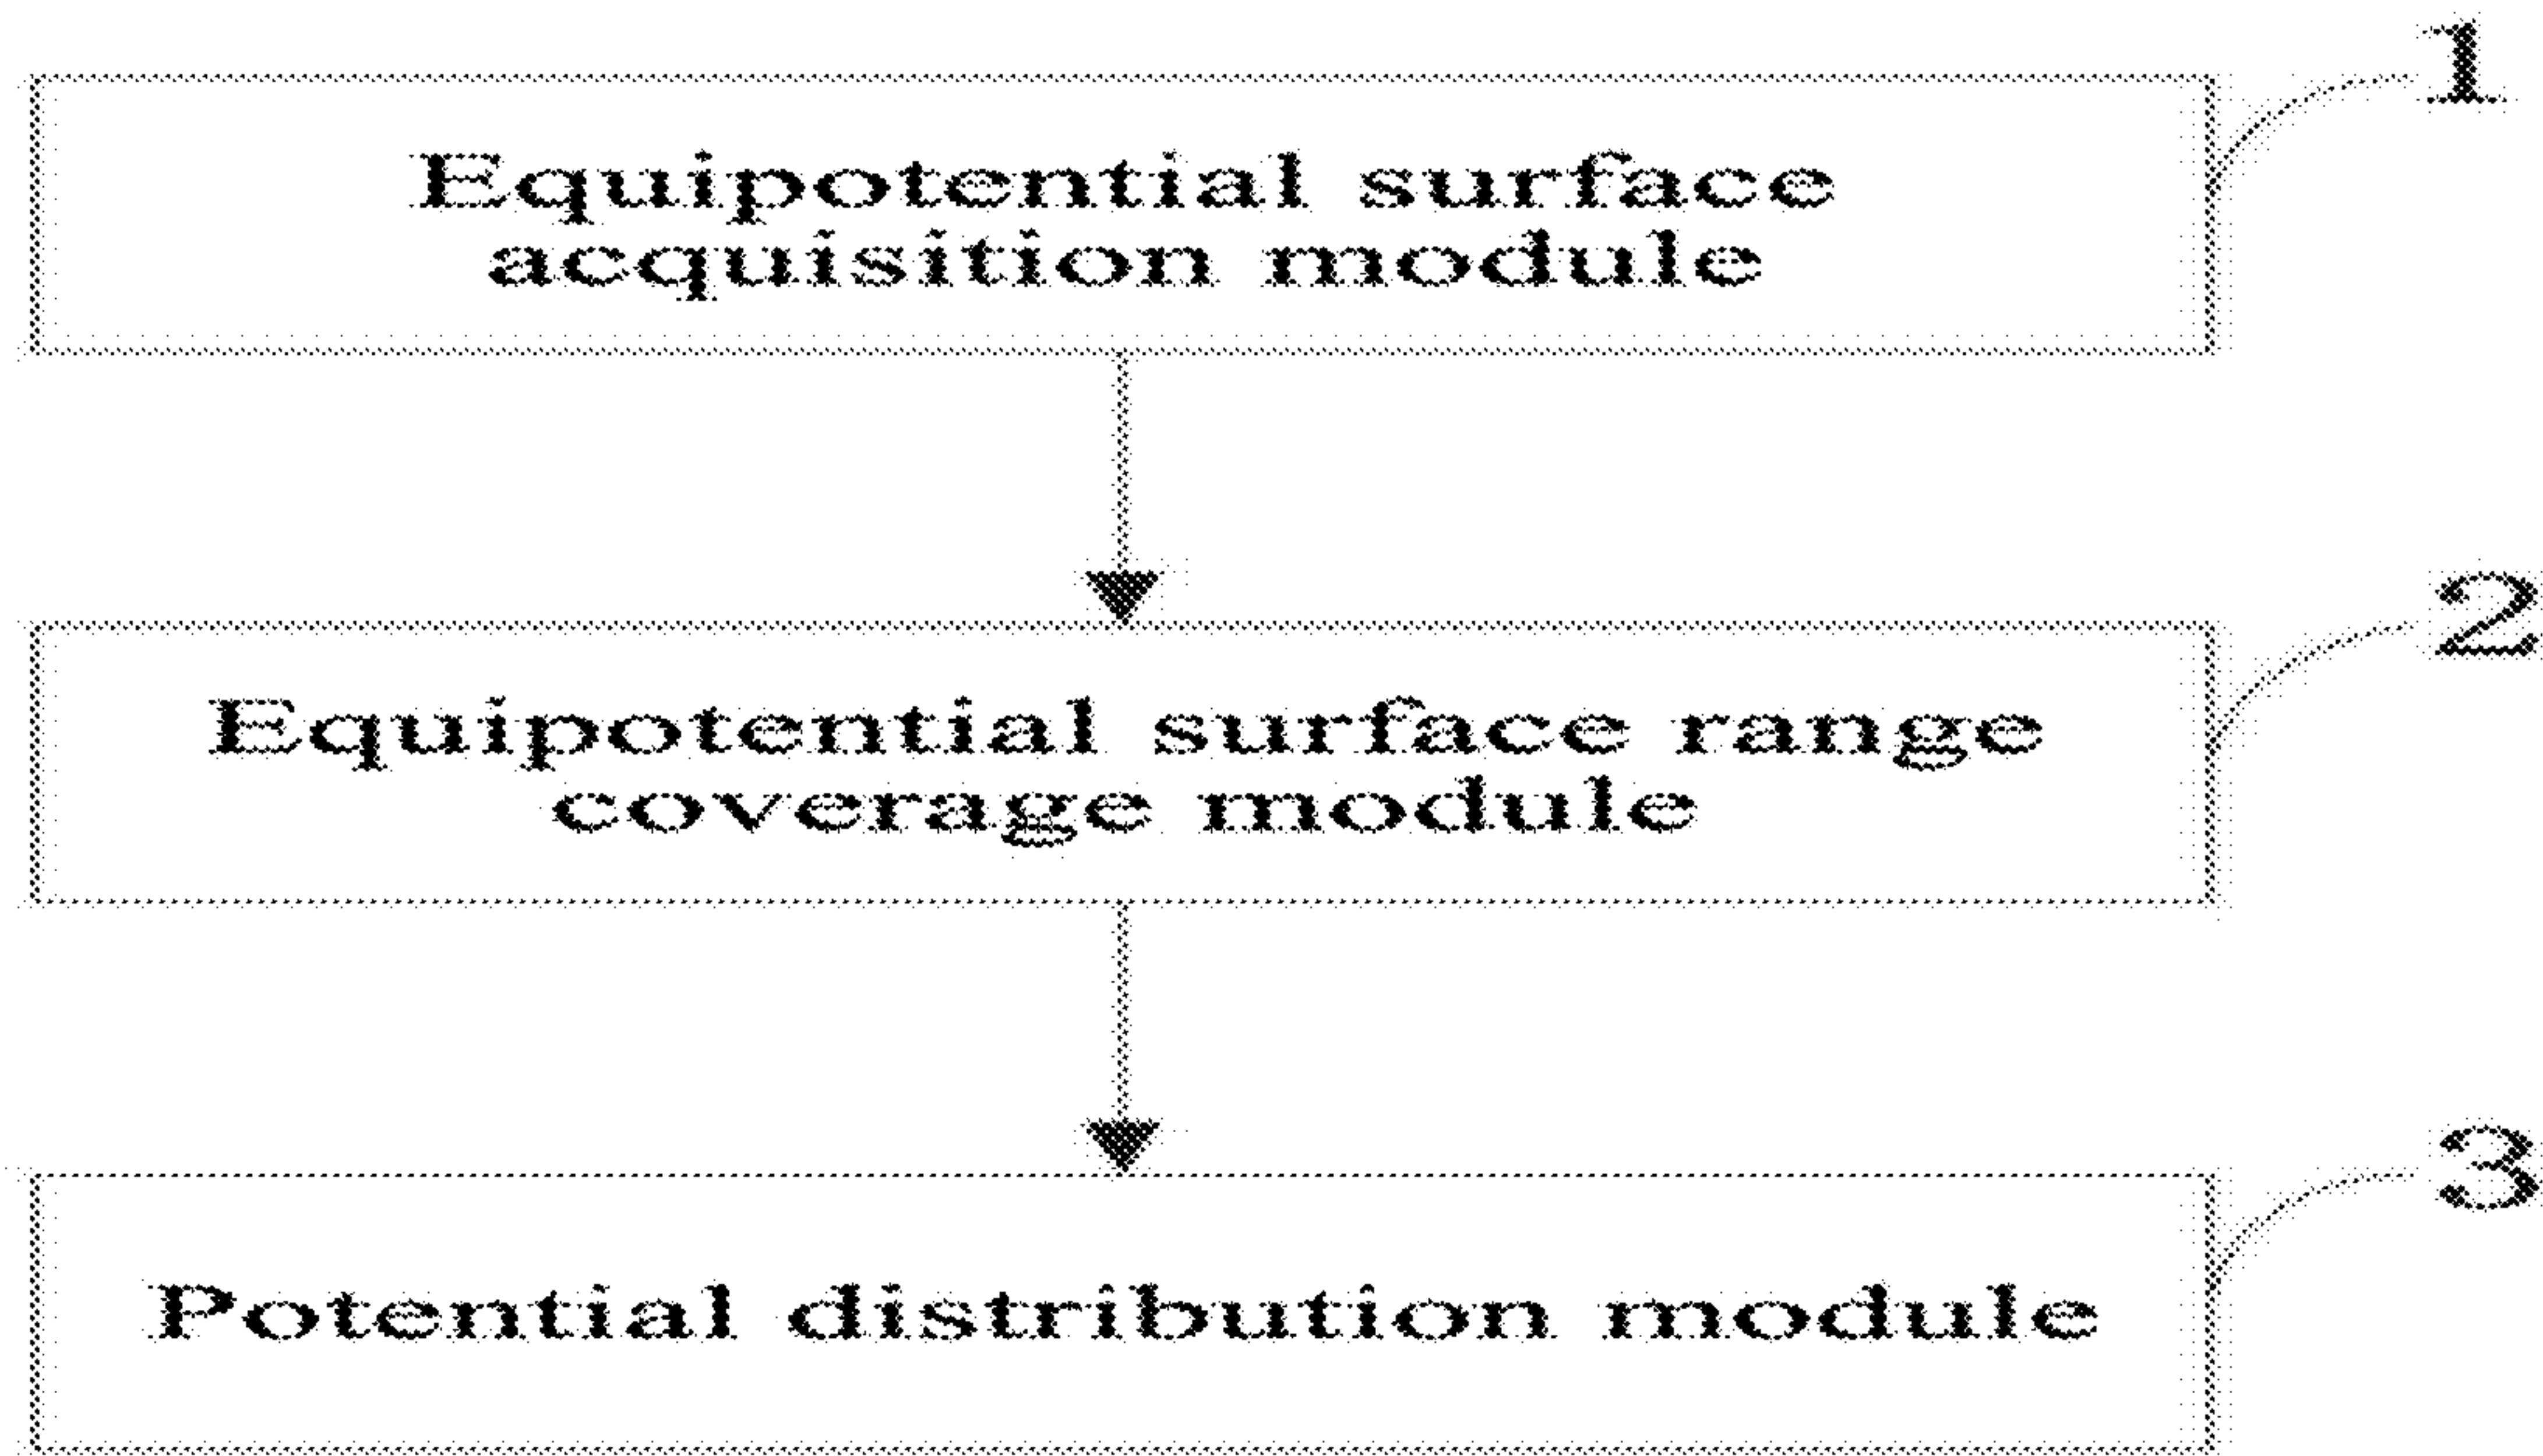 1
Equipotential surface
acquisition module
2
Equipotential surface range
coverage module
3
Potential distribution module